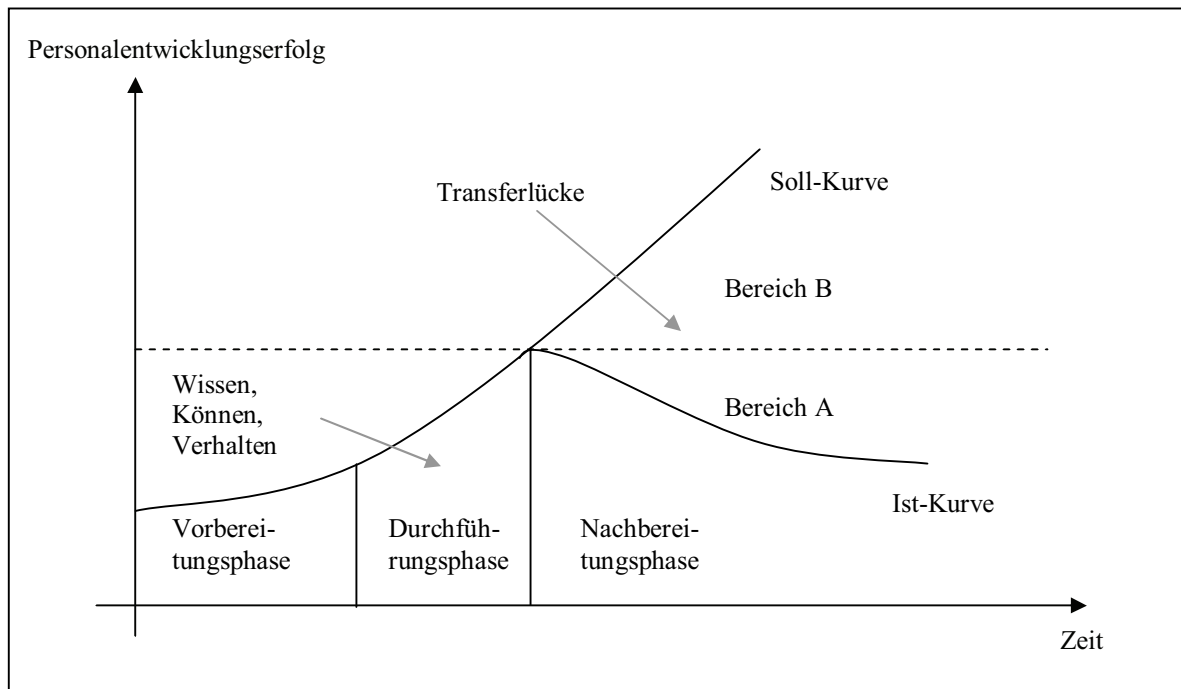 Personalentwicklungserfolg
Soll-Kurve
Transferlücke
Bereich B
Wissen,
Können,
Verhalten
Bereich A
Ist-Kurve
Vorberei-
tungsphase
Durchfüh-
rungsphase
Nachberei-
tungsphase
Zeit